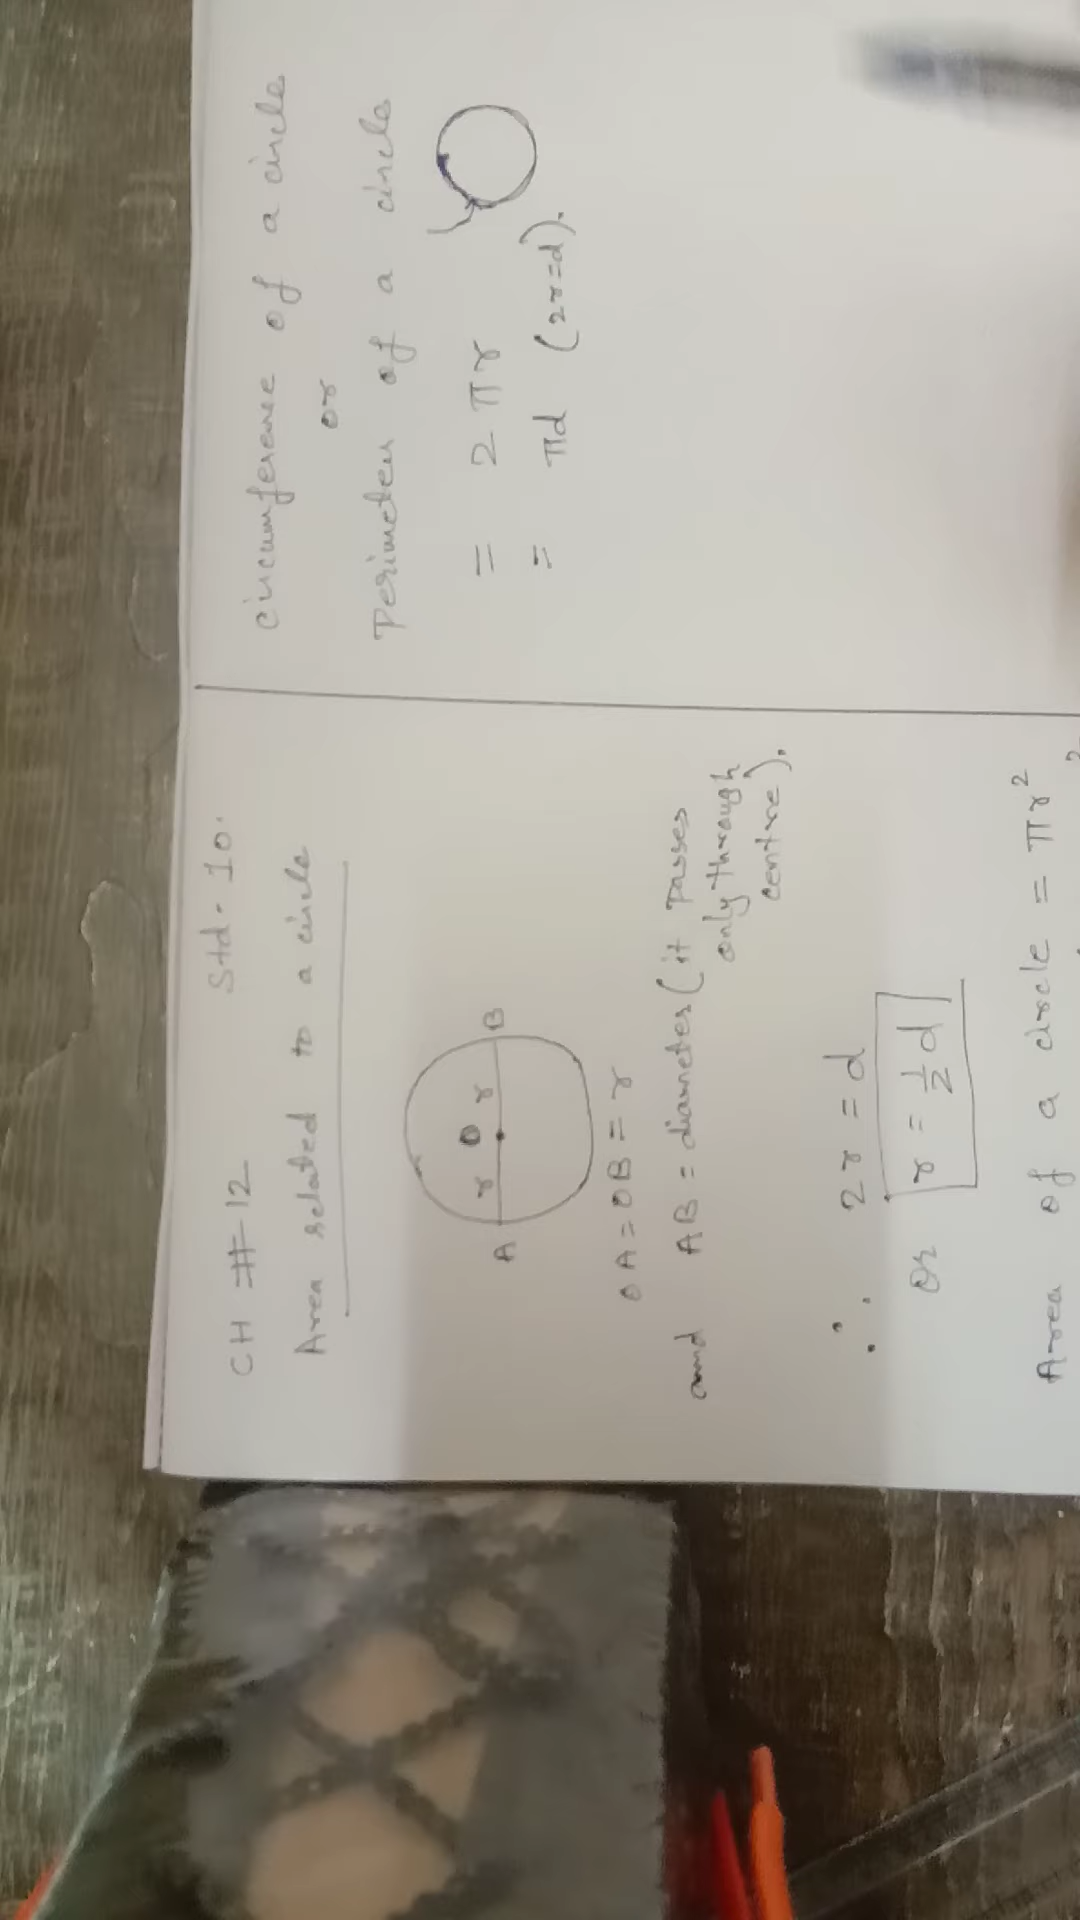 CH # 12 Std. 10.
Area related to a circle
O
r r
A B
OA = OB = r
and AB = diameter (it passes
only through
centre).
∴ 2r = d
or r = 1/2 d
Area of a circle = πr²
circumference of a circle
or
Perimeter of a circle
= 2πr
= πd (2r=d).